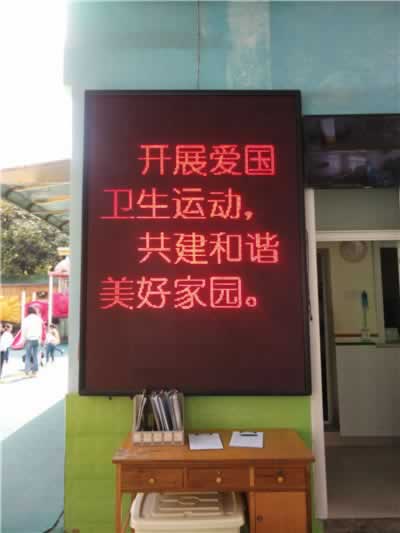 开展爱国
卫生运动，
共建和谐
美好家园。